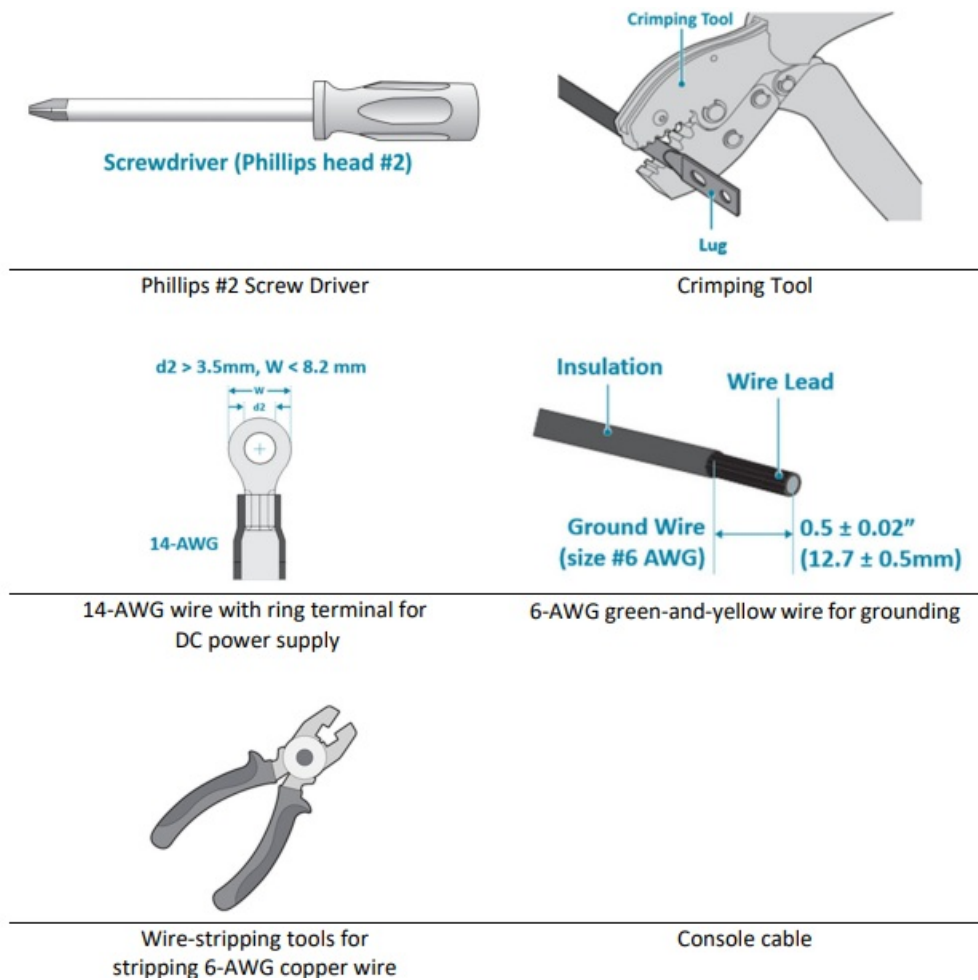 Crimping Tool
Screwdriver (Phillips head #2)
Lug
Phillips #2 Screw Driver
Crimping Tool
d2 > 3.5mm, W < 8.2 mm
W
d2
14-AWG
Insulation
Wire Lead
Ground Wire
(size #6 AWG)
0.5 ± 0.02”
(12.7 ± 0.5mm)
14-AWG wire with ring terminal for
DC power supply
6-AWG green-and-yellow wire for grounding
Wire-stripping tools for
stripping 6-AWG copper wire
Console cable